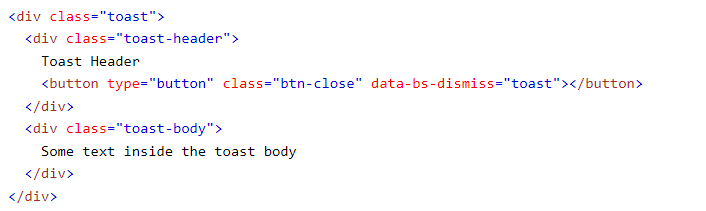 <div class="toast">
  <div class="toast-header">
    Toast Header
    <button type="button" class="btn-close" data-bs-dismiss="toast"></button>
  </div>
  <div class="toast-body">
    Some text inside the toast body
  </div>
</div>